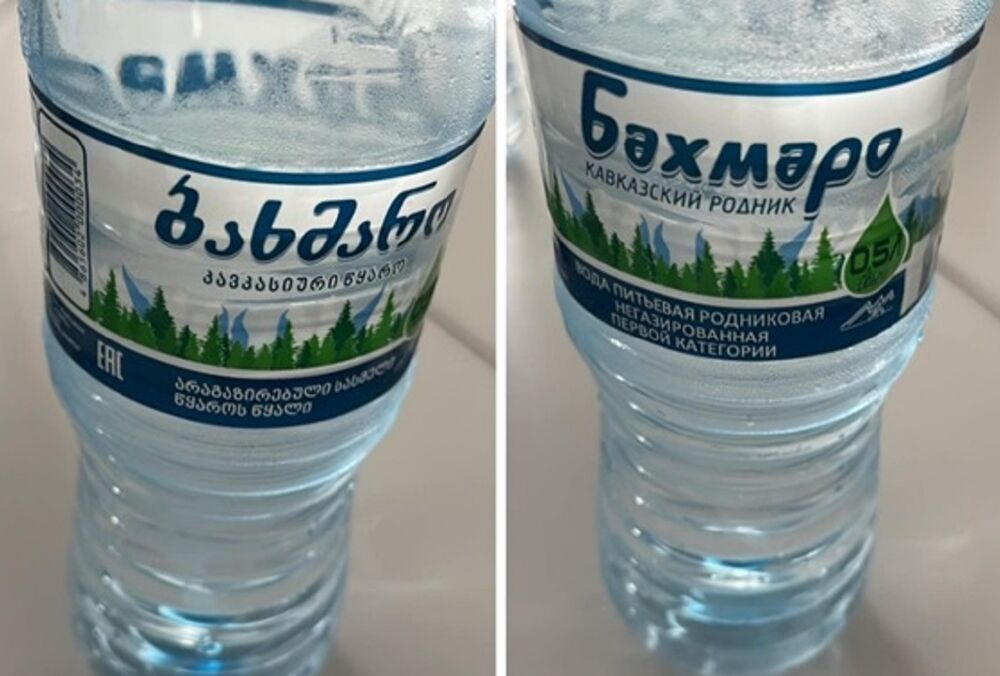 ბახმარო
კავკასიური წყარო
EAC
არაგაზირებული სასმელი
წყაროს წყალი
Бахмаро
КАВКАЗСКИЙ РОДНИК
0,5Л
ВОДА ПИТЬЕВАЯ РОДНИКОВАЯ
НЕГАЗИРОВАННАЯ
ПЕРВОЙ КАТЕГОРИИ